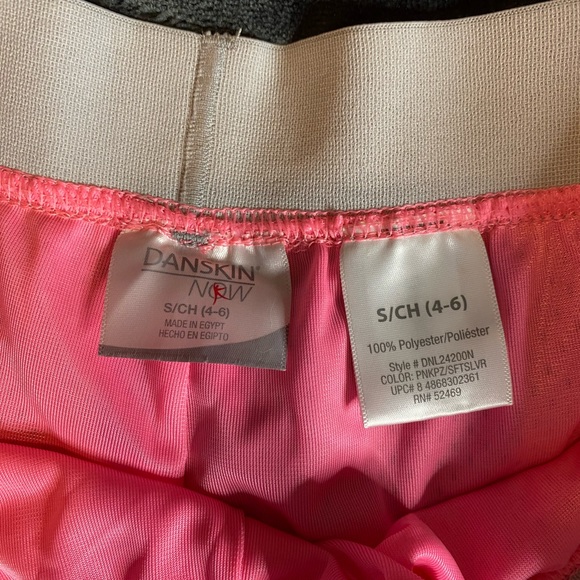 DANSKIN®
NOW
S/CH (4-6)
MADE IN EGYPT
HECHO EN EGIPTO
S/CH (4-6)
100% Polyester/Poliéster
Style # DNL24200N
COLOR: PNKPZ/SFTSLVR
UPC# 8 4868302361
RN# 52469